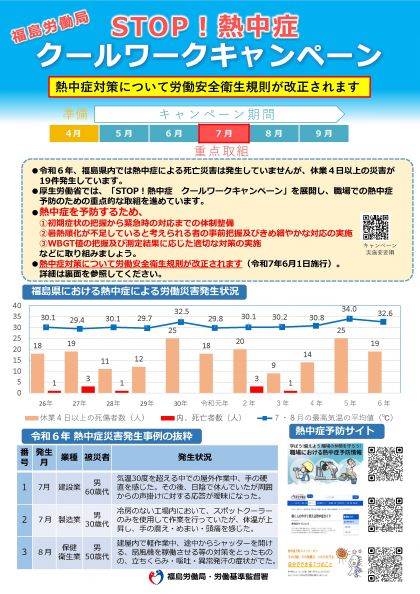 福島労働局
STOP！熱中症
クールワークキャンペーン
熱中症対策について労働安全衛生規則が改正されます
準備 キャンペーン期間
4月 5月 6月 7月 8月 9月
重点取組
●令和６年、福島県内では熱中症による死亡災害は発生していませんが、休業４日以上の災害が
19件発生しています。
●厚生労働省では、「STOP！熱中症 クールワークキャンペーン」を展開し、職場での熱中症
予防のための重点的な取組を進めています。
●熱中症を予防するため、
①初期症状の把握から緊急時の対応までの体制整備
②暑熱順化が不足していると考えられる者の事前把握及びきめ細やかな対応の実施
③WBGT値の把握及び測定結果に応じた適切な対策の実施
などに取り組みましょう。
●熱中症対策について労働安全衛生規則が改正されます（令和7年6月1日施行）。
詳細は裏面を参照してください。
キャンペーン
実施要綱
福島県における熱中症による労働災害発生状況
40
35
30
25
20
15
10
5
0
30.1 29.4 30.1 29.7 32.5 30.8 30.1 30.2 30.8 34.0 32.6
18 19 11 12 30 18 20 9 14 25 19
1 3 1 3 1 1
26年 27年 28年 29年 30年 令和元年 2年 3年 4年 5年 6年
休業４日以上の死傷者数（人） 内、死亡者数（人） 7・8月の最高気温の平均値（℃）
令和６年 熱中症災害発生事例の抜粋
番号 発生月 業種 被災者 発生状況
1 7月 建設業 男 60歳代 気温30度を超える中での屋外作業中、手の硬
直を感じた。その後、日陰で休んでいたが周囲
からの声掛けに対する応答が曖昧になった。
2 7月 製造業 男 30歳代 冷房のない工場内において、スポットクーラー
のみを使用して作業を行っていたが、体温が上
昇し、手の震え・めまい・頭痛を感じた。
3 8月 保健衛生業 男 50歳代 建屋内で軽作業中、途中からシャッターを開け
る、扇風機を稼働させる等の対策をとったもの
の、立ちくらみ・嘔吐・異常発汗の症状がでた。
熱中症予防サイト
職場における熱中症予防情報
福島労働局・労働基準監督署